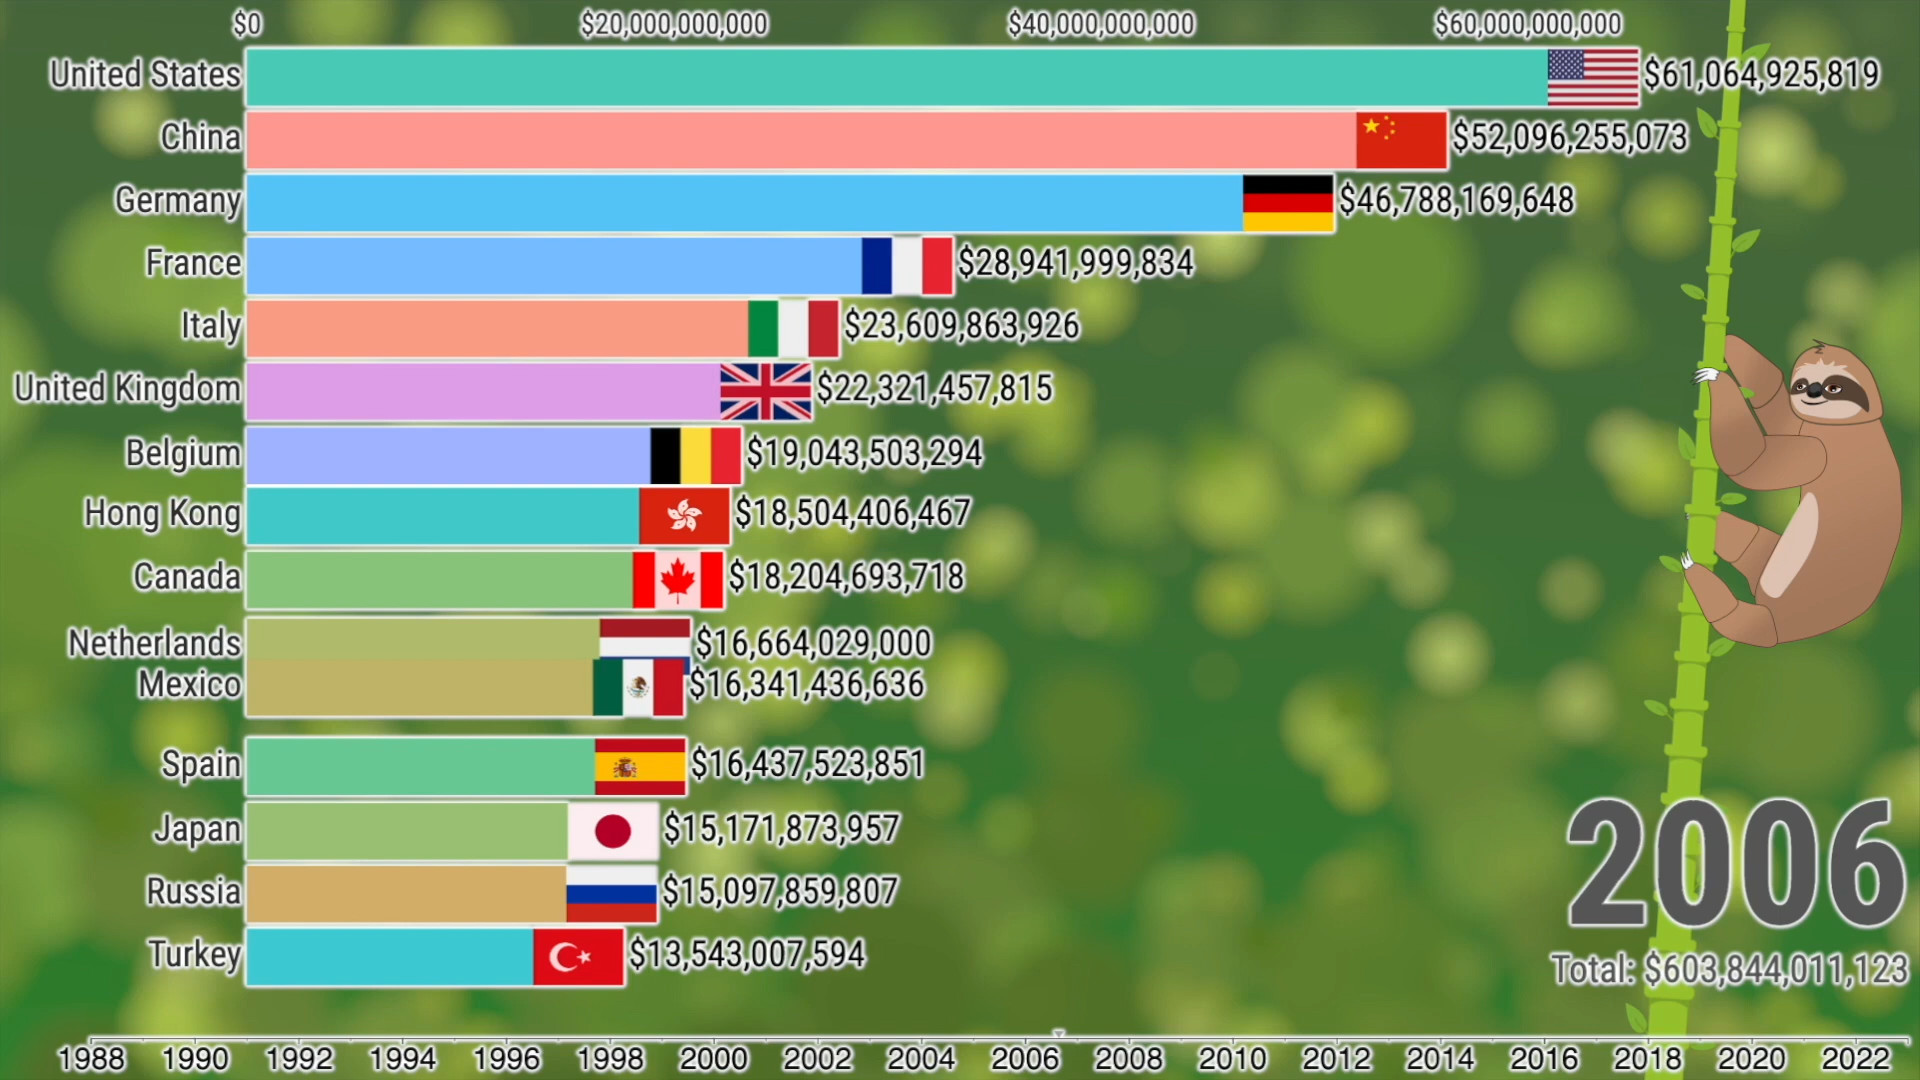 $0 $20,000,000,000 $40,000,000,000 $60,000,000,000
United States $61,064,925,819
China $52,096,255,073
Germany $46,788,169,648
France $28,941,999,834
Italy $23,609,863,926
United Kingdom $22,321,457,815
Belgium $19,043,503,294
Hong Kong $18,504,406,467
Canada $18,204,693,718
Netherlands $16,664,029,000
Mexico $16,341,436,636
Spain $16,437,523,851
Japan $15,171,873,957
Russia $15,097,859,807
Turkey $13,543,007,594
2006
Total: $603,844,011,123
1988 1990 1992 1994 1996 1998 2000 2002 2004 2006 2008 2010 2012 2014 2016 2018 2020 2022